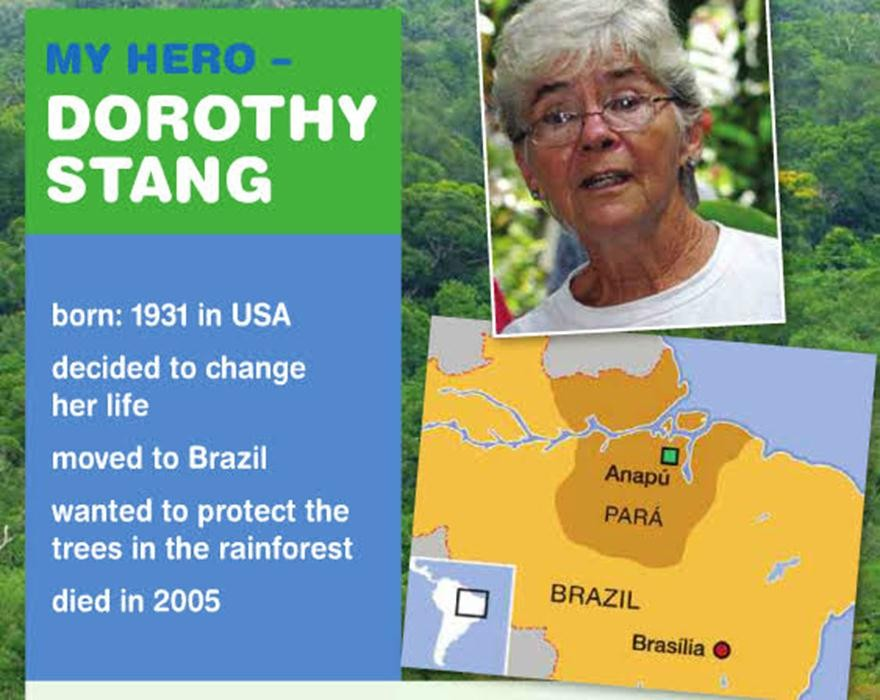 MY HERO –
DOROTHY
STANG
born: 1931 in USA
decided to change
her life
moved to Brazil
wanted to protect the
trees in the rainforest
died in 2005
Anapú
PARÁ
BRAZIL
Brasília